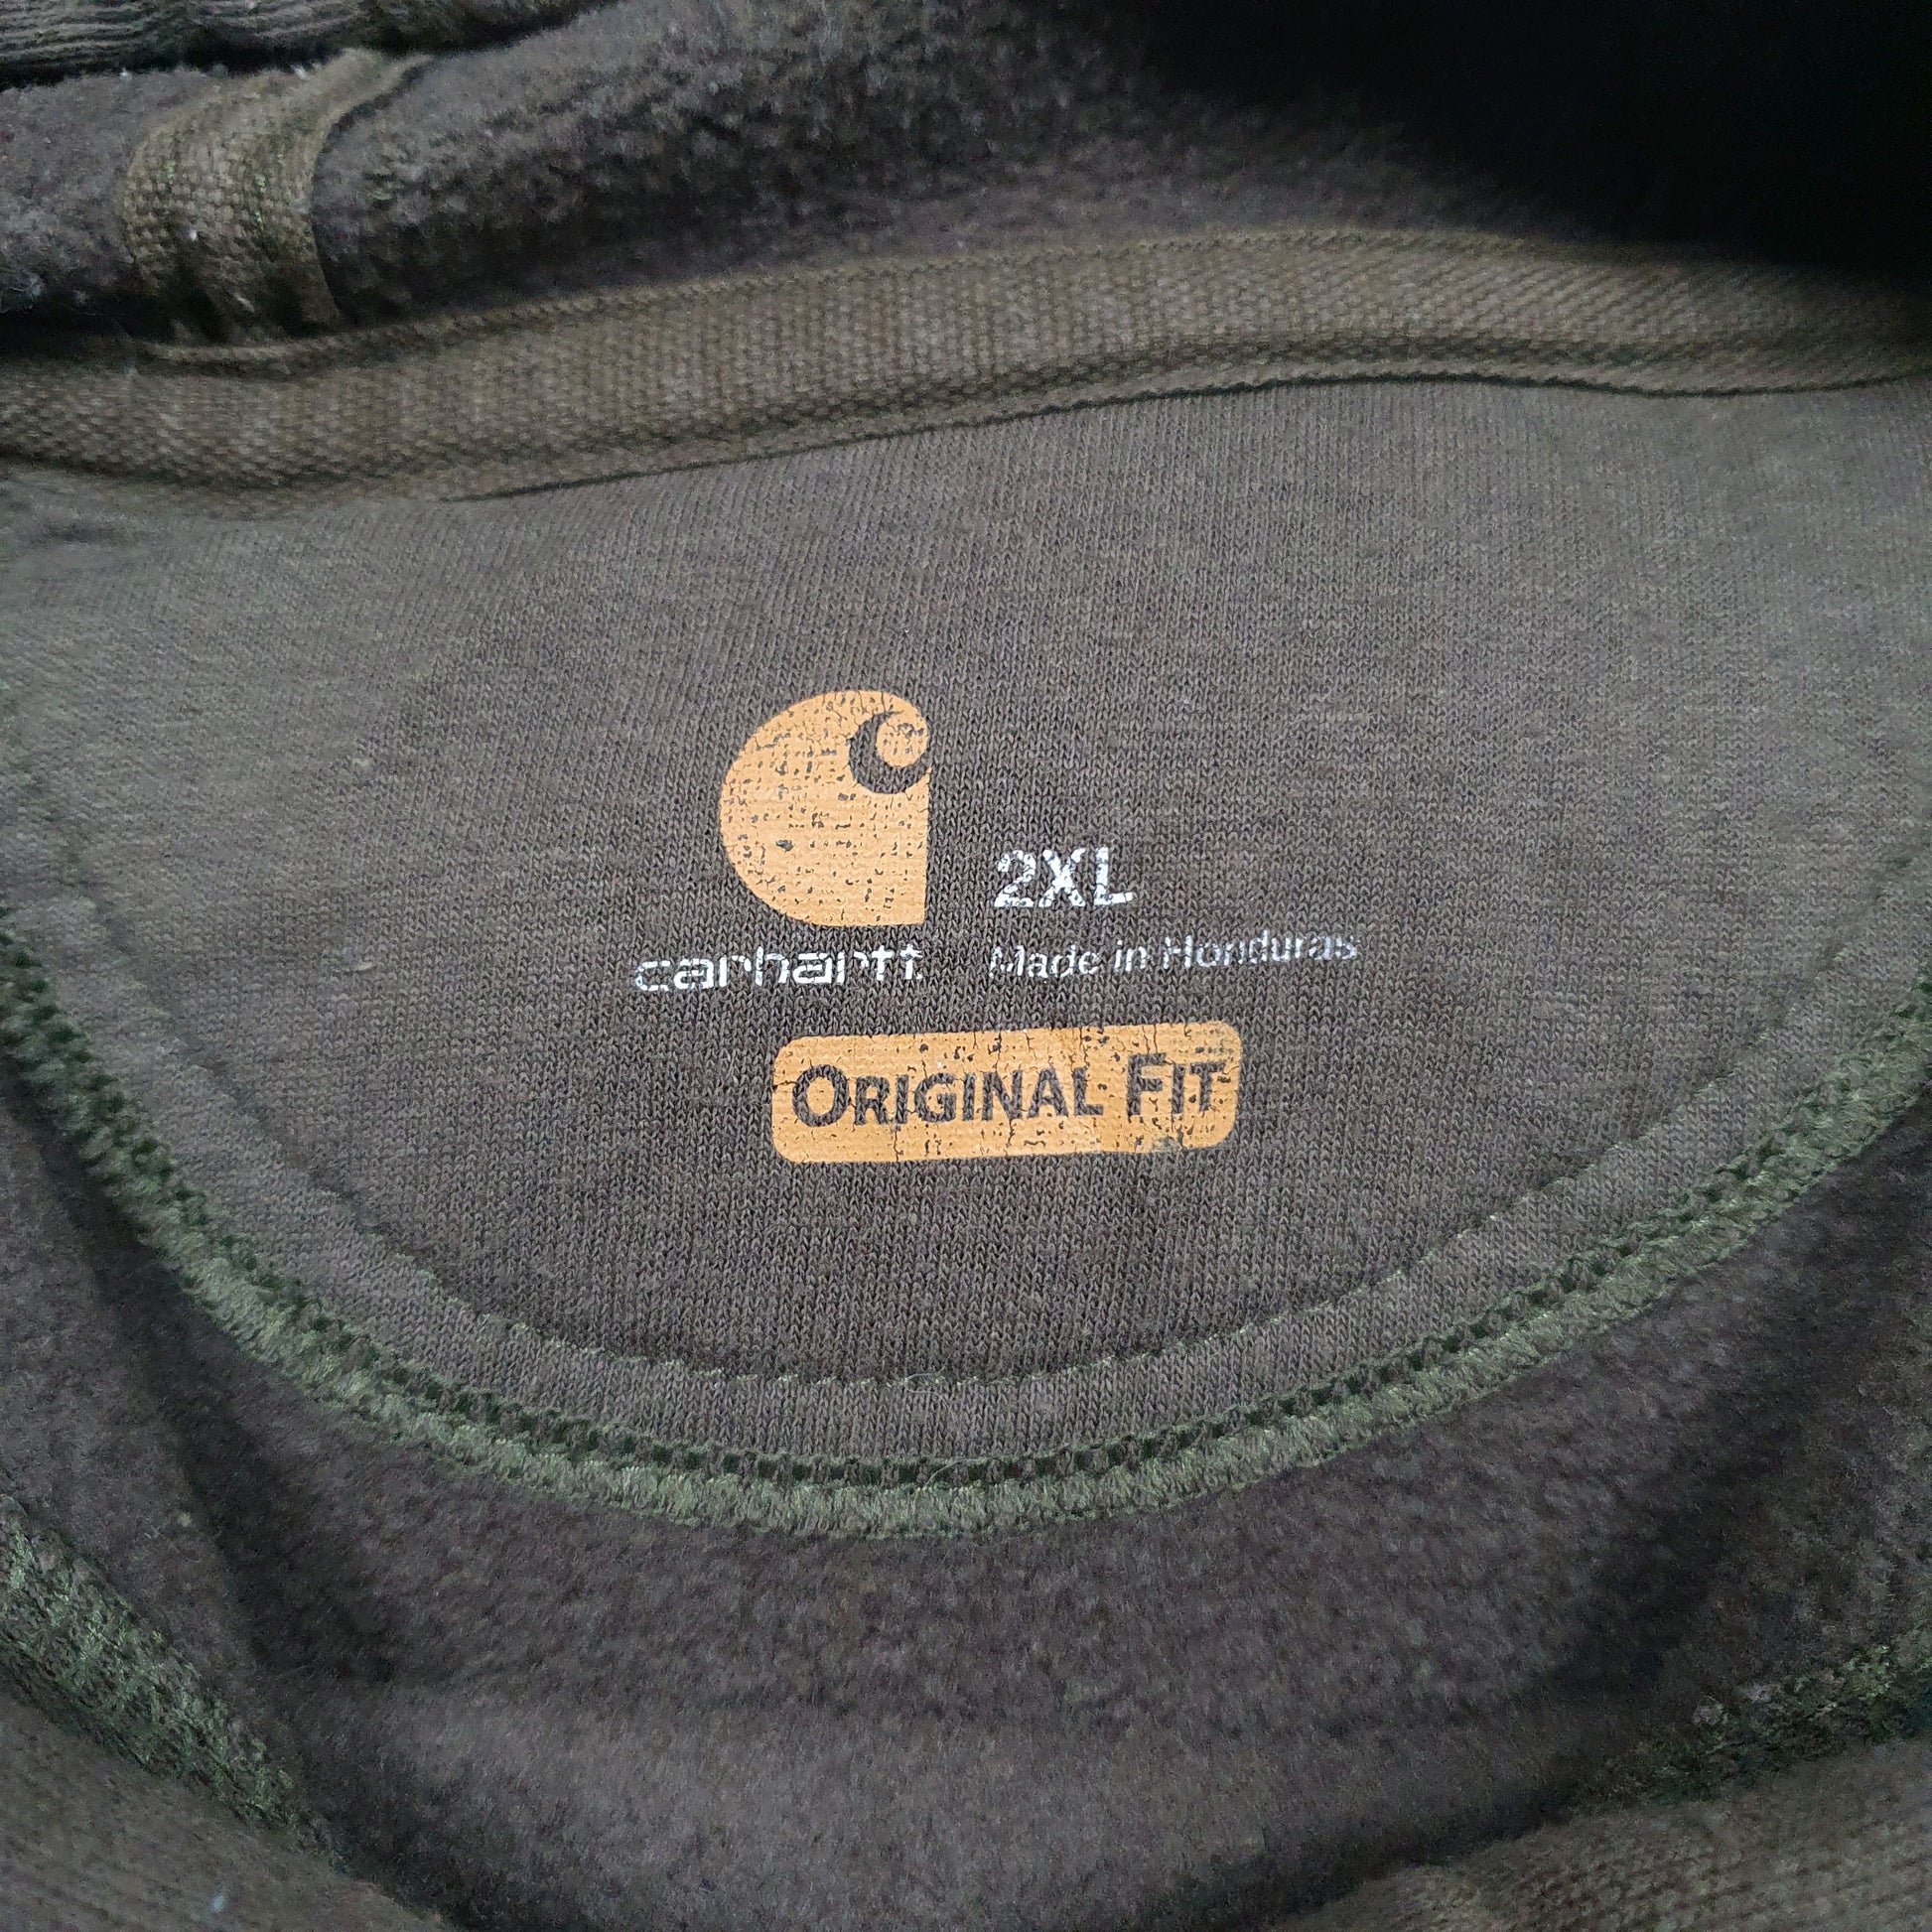 2XL
carhartt
Made in Honduras
ORIGINAL FIT